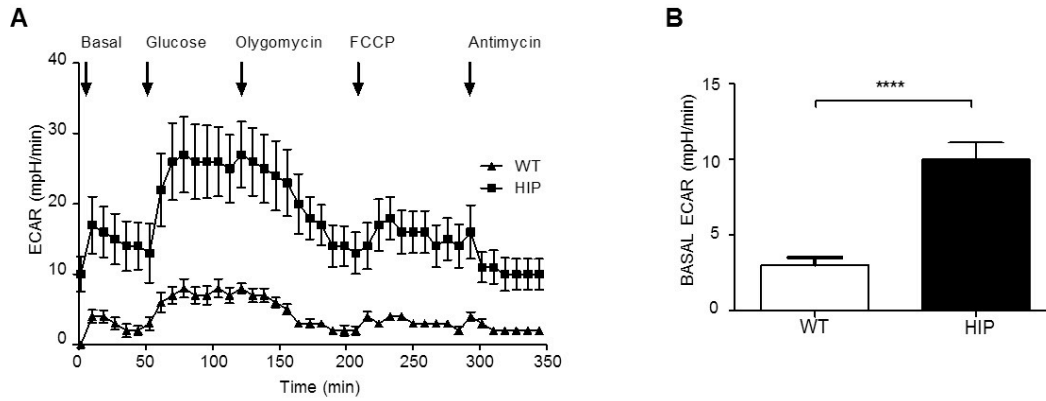 A
Basal Glucose Olygomycin FCCP Antimycin
40
30
20
10
0
ECAR (mpH/min)
0 50 100 150 200 250 300 350
Time (min)
WT
HIP
B
****
15
10
5
0
BASAL ECAR (mpH/min)
WT HIP